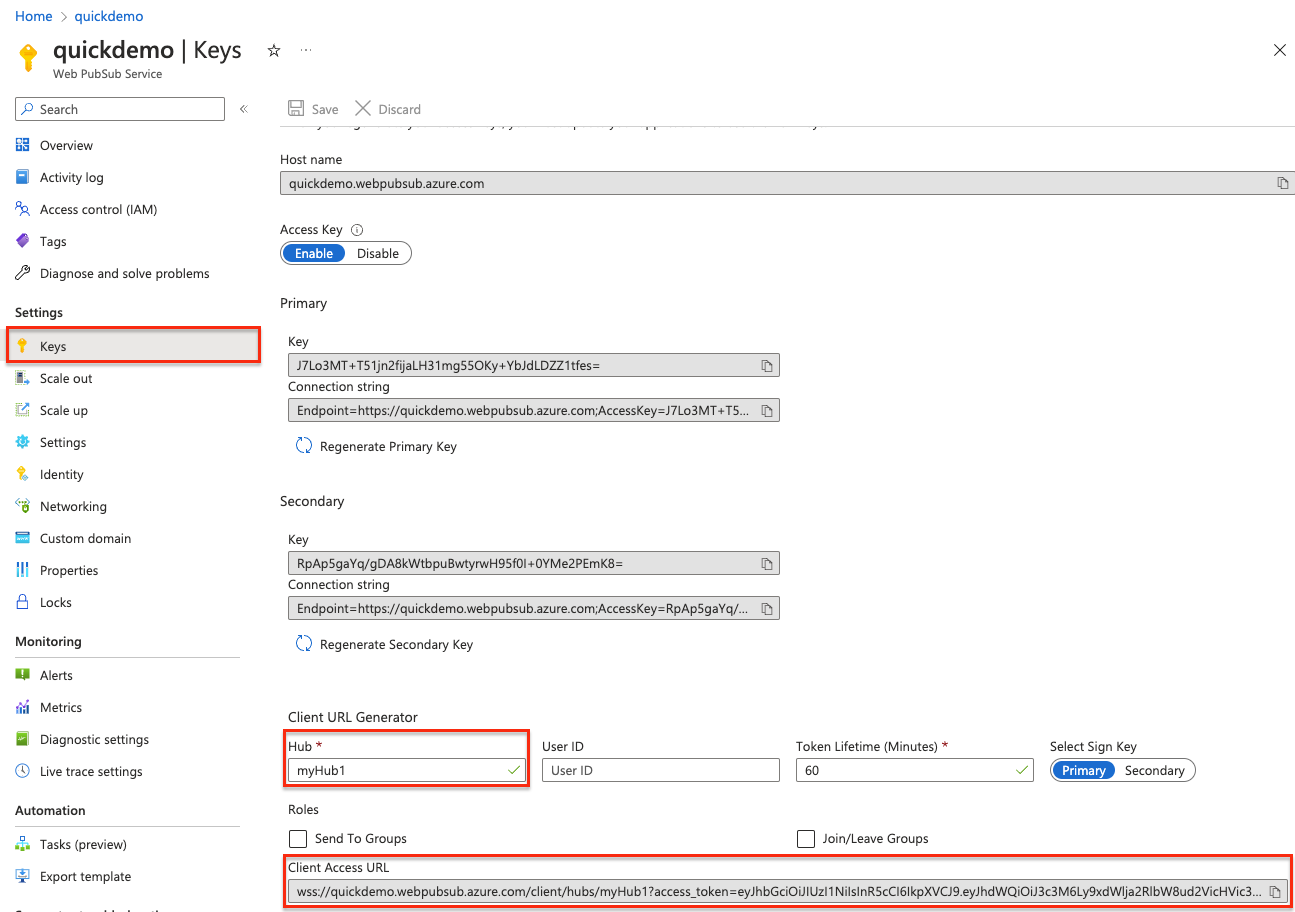 Home > quickdemo
quickdemo | Keys
Web PubSub Service
Search
Overview
Activity log
Access control (IAM)
Tags
Diagnose and solve problems
Settings
Keys
Scale out
Scale up
Settings
Identity
Networking
Custom domain
Properties
Locks
Monitoring
Alerts
Metrics
Diagnostic settings
Live trace settings
Automation
Tasks (preview)
Export template
Save Discard
Host name
quickdemo.webpubsub.azure.com
Access Key
Enable Disable
Primary
Key
J7Lo3MT+T51jn2fijaLH31mg55OKy+YbJdLDZZ1tfes=
Connection string
Endpoint=https://quickdemo.webpubsub.azure.com;AccessKey=J7Lo3MT+T5...
Regenerate Primary Key
Secondary
Key
RpAp5gaYq/gDA8kWtbpuBwtyrwH95f0I+0YMe2PEmK8=
Connection string
Endpoint=https://quickdemo.webpubsub.azure.com;AccessKey=RpAp5gaYq/...
Regenerate Secondary Key
Client URL Generator
Hub * User ID Token Lifetime (Minutes) * Select Sign Key
myHub1 User ID 60 Primary Secondary
Roles
Send To Groups Join/Leave Groups
Client Access URL
wss://quickdemo.webpubsub.azure.com/client/hubs/myHub1?access_token=eyJhbGciOiJIUzI1NiIsInR5cCI6IkpXVCJ9.eyJhdWQiOiJ3c3M6Ly9xdWlja2RlbW8ud2VicHVic3...